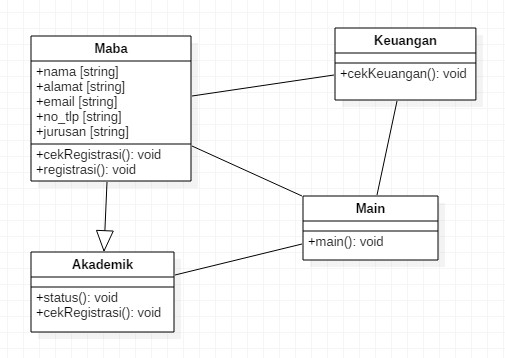 Maba
+nama [string]
+alamat [string]
+email [string]
+no_tlp [string]
+jurusan [string]
+cekRegistrasi(): void
+registrasi(): void
Keuangan
+cekKeuangan(): void
Main
+main(): void
Akademik
+status(): void
+cekRegistrasi(): void